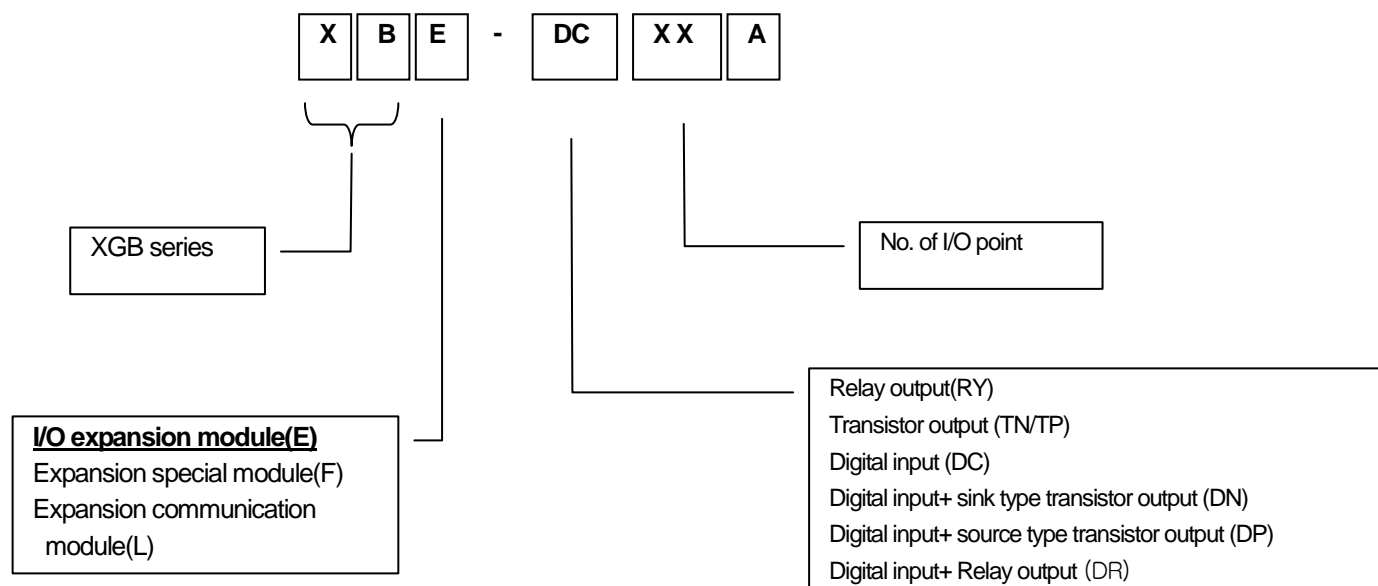 X B E - DC X X A
XGB series
No. of I/O point
I/O expansion module(E)
Expansion special module(F)
Expansion communication
module(L)
Relay output(RY)
Transistor output (TN/TP)
Digital input (DC)
Digital input+ sink type transistor output (DN)
Digital input+ source type transistor output (DP)
Digital input+ Relay output (DR)